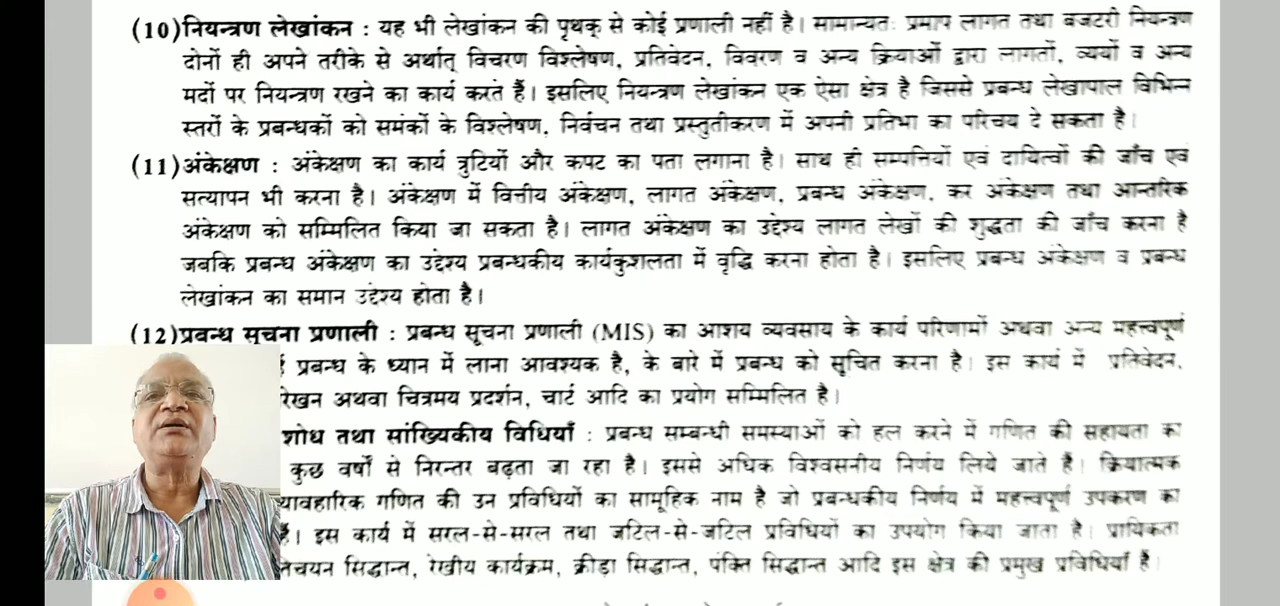 (10) नियन्त्रण लेखांकन : यह भी लेखांकन की पृथक् से कोई प्रणाली नहीं है। सामान्यतः प्रमाप लागत तथा बजटरी नियन्त्रण
दोनों ही अपने तरीके से अर्थात् विचरण विश्लेषण, प्रतिवेदन, विवरण व अन्य क्रियाओं द्वारा लागतों, व्ययों व अन्य
मदों पर नियन्त्रण रखने का कार्य करते हैं। इसलिए नियन्त्रण लेखांकन एक ऐसा क्षेत्र है जिससे प्रबन्ध लेखापाल विभिन्न
स्तरों के प्रबन्धकों को समंकों के विश्लेषण, निर्वचन तथा प्रस्तुतीकरण में अपनी प्रतिभा का परिचय दे सकता है।
(11) अंकेक्षण : अंकेक्षण का कार्य त्रुटियों और कपट का पता लगाना है। साथ ही सम्पत्तियों एवं दायित्वों की जाँच एवं
सत्यापन भी करना है। अंकेक्षण में वित्तीय अंकेक्षण, लागत अंकेक्षण, प्रबन्ध अंकेक्षण, कर अंकेक्षण तथा आन्तरिक
अंकेक्षण को सम्मिलित किया जा सकता है। लागत अंकेक्षण का उद्देश्य लागत लेखों की शुद्धता की जाँच करना है
जबकि प्रबन्ध अंकेक्षण का उद्देश्य प्रबन्धकीय कार्यकुशलता में वृद्धि करना होता है। इसलिए प्रबन्ध अंकेक्षण व प्रबन्ध
लेखांकन का समान उद्देश्य होता है।
(12) प्रबन्ध सूचना प्रणाली : प्रबन्ध सूचना प्रणाली (MIS) का आशय व्यवसाय के कार्य परिणामों अथवा अन्य महत्त्वपूर्ण
प्रबन्ध के ध्यान में लाना आवश्यक है, के बारे में प्रबन्ध को सूचित करना है। इस कार्य में प्रतिवेदन,
रेखन अथवा चित्रमय प्रदर्शन, चार्ट आदि का प्रयोग सम्मिलित है।
शोध तथा सांख्यिकीय विधियाँ : प्रबन्ध सम्बन्धी समस्याओं को हल करने में गणित की सहायता का
कुछ वर्षों से निरन्तर बढ़ता जा रहा है। इससे अधिक विश्वसनीय निर्णय लिये जाते हैं। क्रियात्मक
यावहारिक गणित की उन प्रविधियों का सामूहिक नाम है जो प्रबन्धकीय निर्णय में महत्त्वपूर्ण उपकरण का
हैं। इस कार्य में सरल-से-सरल तथा जटिल-से-जटिल प्रविधियों का उपयोग किया जाता है। प्रायिकता
चयन सिद्धान्त, रेखीय कार्यक्रम, क्रीड़ा सिद्धान्त, पंक्ति सिद्धान्त आदि इस क्षेत्र की प्रमुख प्रविधियाँ हैं।